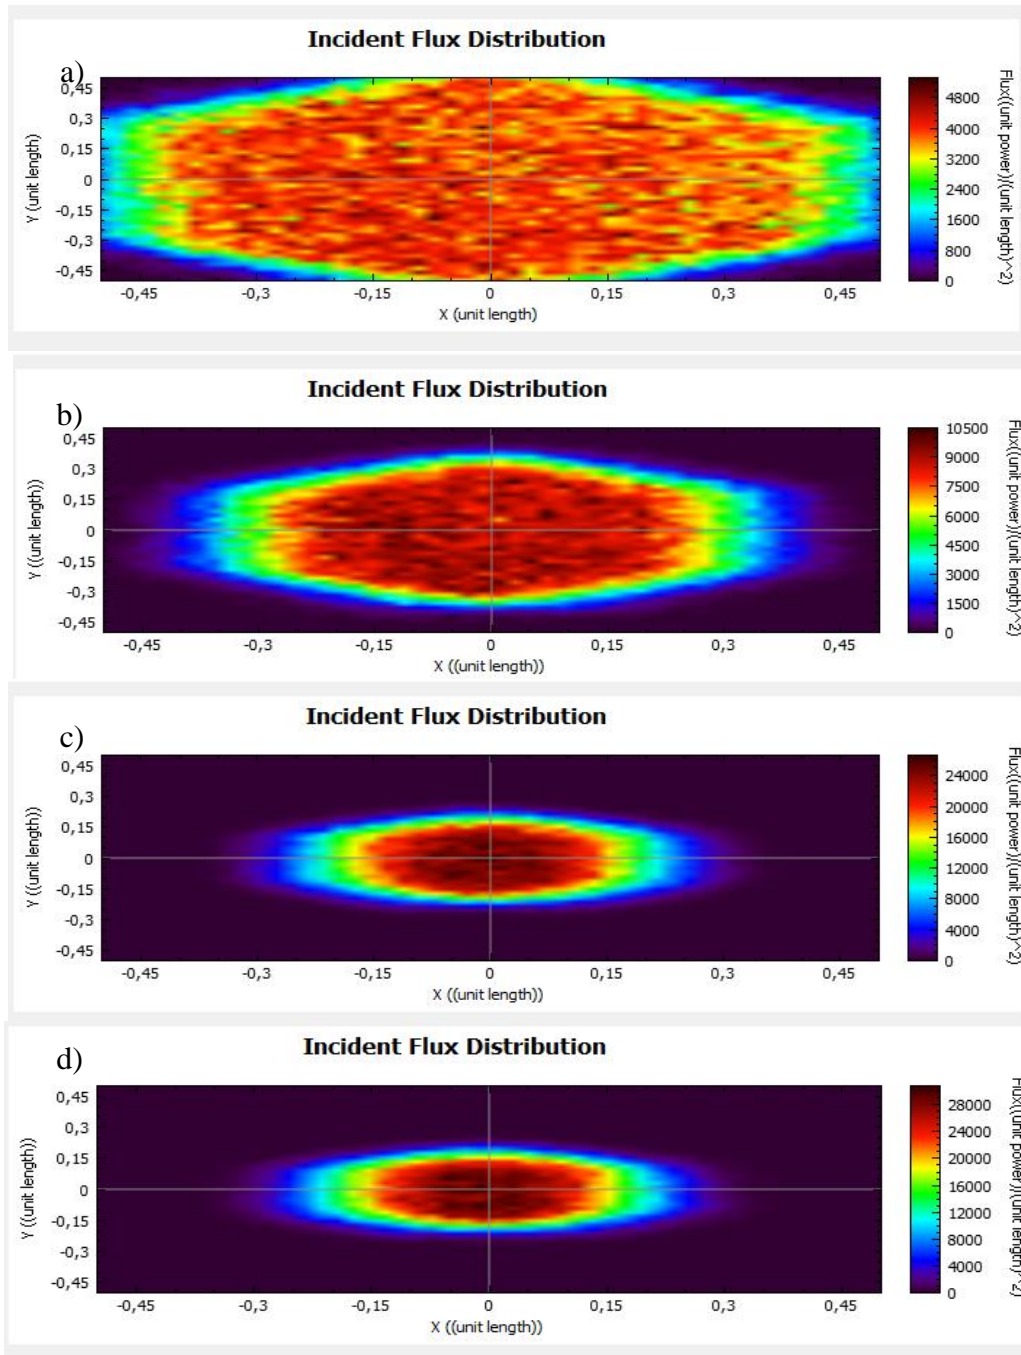 Incident Flux Distribution
a)
0,45
0,3
0,15
0
-0,15
-0,3
-0,45
Y (unit length)
-0,45 -0,3 -0,15 0 0,15 0,3 0,45
X (unit length)
4800
4000
3200
2400
1600
800
0
Flux((unit power)/(unit length)^2)
Incident Flux Distribution
b)
0,45
0,3
0,15
0
-0,15
-0,3
-0,45
Y ((unit length))
-0,45 -0,3 -0,15 0 0,15 0,3 0,45
X ((unit length))
10500
9000
7500
6000
4500
3000
1500
0
Flux((unit power)/(unit length)^2)
Incident Flux Distribution
c)
0,45
0,3
0,15
0
-0,15
-0,3
-0,45
Y ((unit length))
-0,45 -0,3 -0,15 0 0,15 0,3 0,45
X ((unit length))
24000
20000
16000
12000
8000
4000
0
Flux((unit power)/(unit length)^2)
Incident Flux Distribution
d)
0,45
0,3
0,15
0
-0,15
-0,3
-0,45
Y ((unit length))
-0,45 -0,3 -0,15 0 0,15 0,3 0,45
X ((unit length))
28000
24000
20000
16000
12000
8000
4000
0
Flux((unit power)/(unit length)^2)